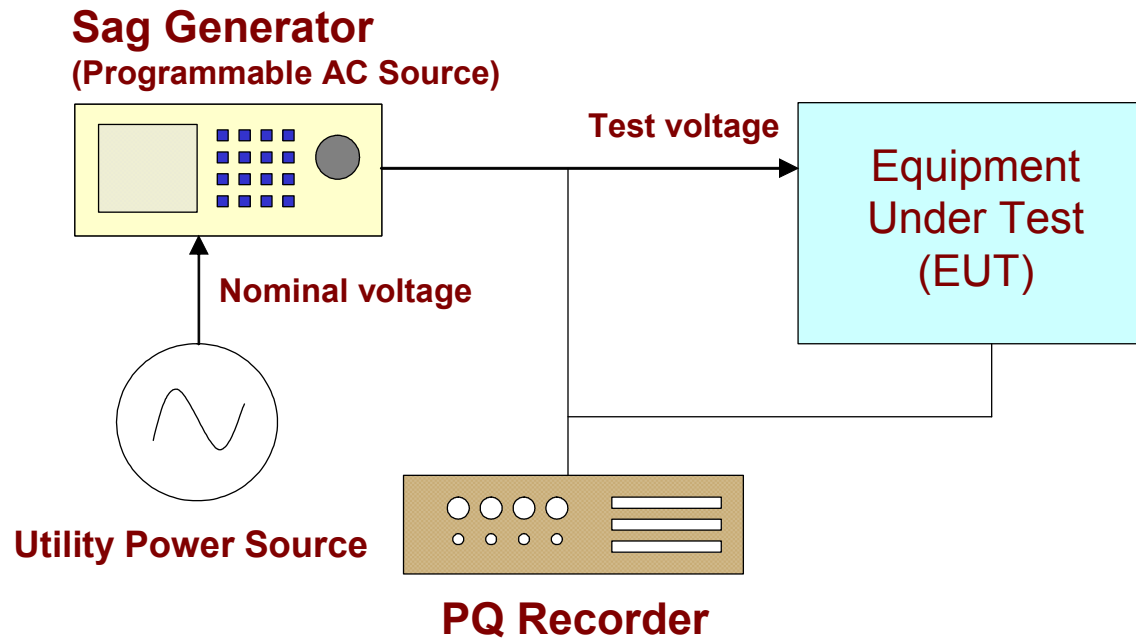 Sag Generator
(Programmable AC Source)
Test voltage
Equipment
Under Test
(EUT)
Nominal voltage
Utility Power Source
PQ Recorder